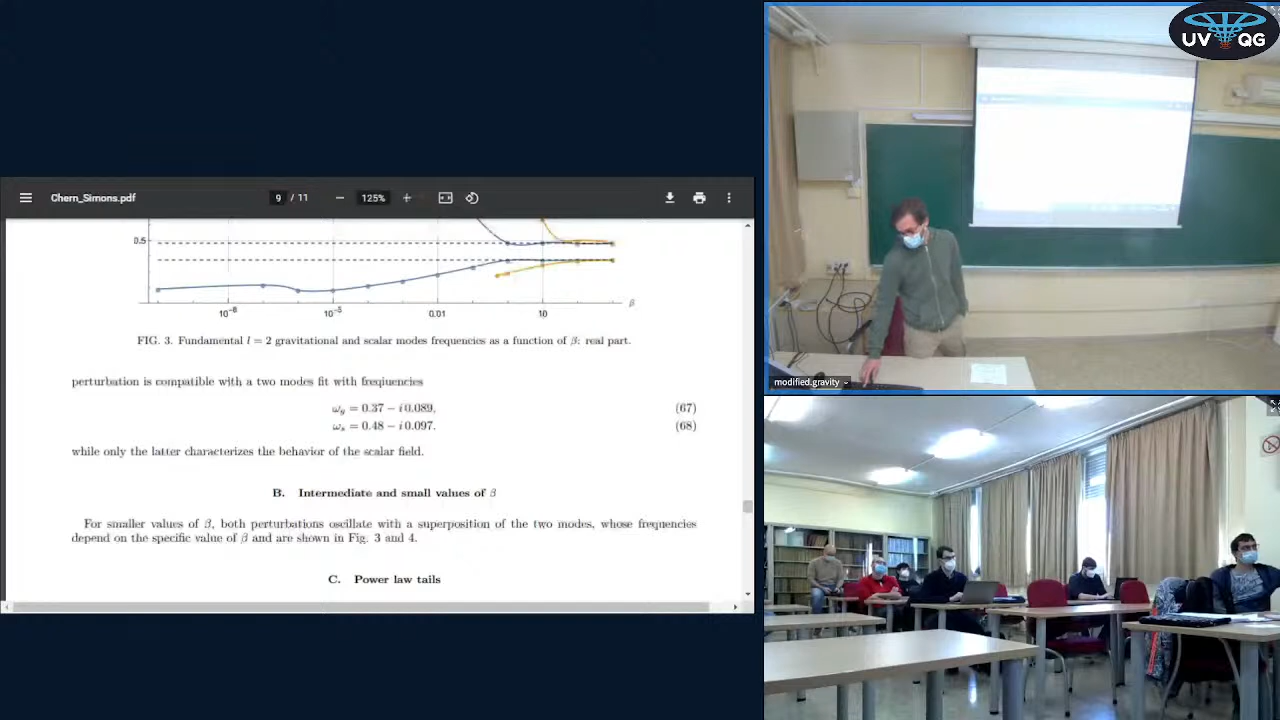 Chern_Simons.pdf
9 / 11
125%
0.5
β
10⁻⁵
0.01
10
FIG. 3. Fundamental l = 2 gravitational and scalar modes frequencies as a function of β: real part.
perturbation is compatible with a two modes fit with freqiuencies
ω_g = 0.37 − i 0.089, (67)
ω_s = 0.48 − i 0.097. (68)
while only the latter characterizes the behavior of the scalar field.
B. Intermediate and small values of β
For smaller values of β, both perturbations oscillate with a superposition of the two modes, whose frequencies
depend on the specific value of β and are shown in Fig. 3 and 4.
C. Power law tails
UV QG
modified.gravity